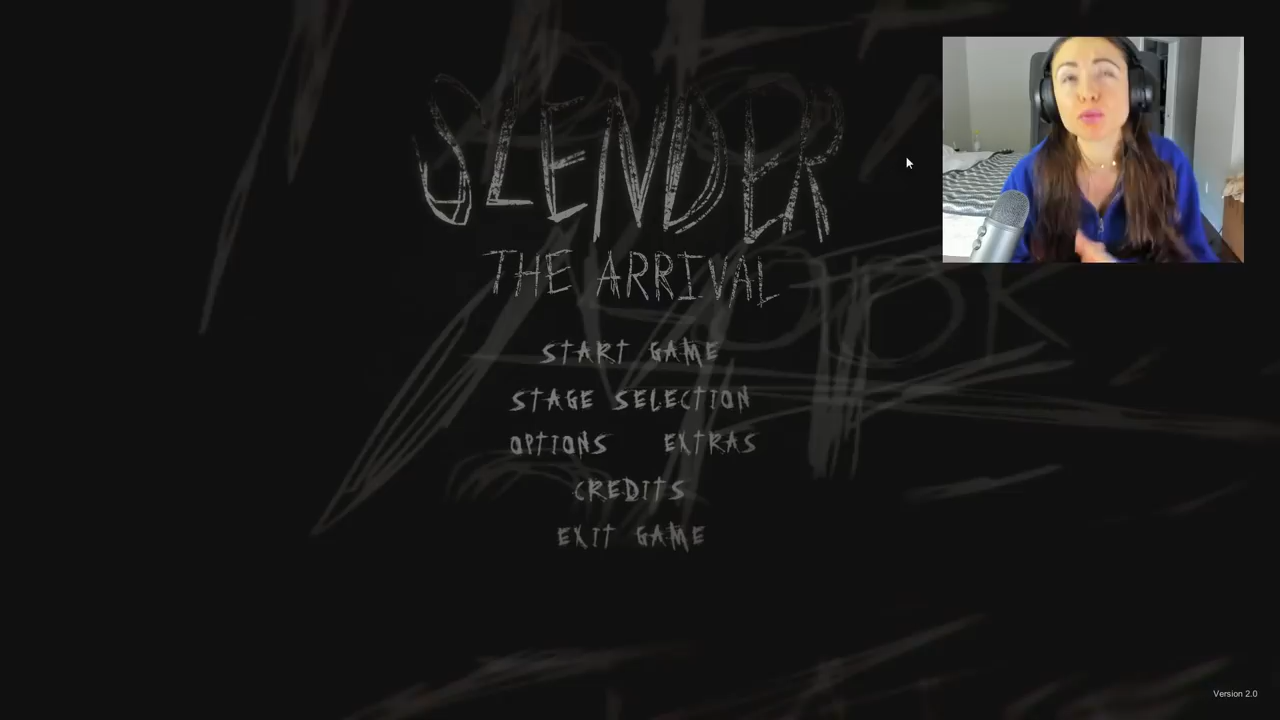 SLENDER
THE ARRIVAL
START GAME
STAGE SELECTION
OPTIONS EXTRAS
CREDITS
EXIT GAME
Version 2.0